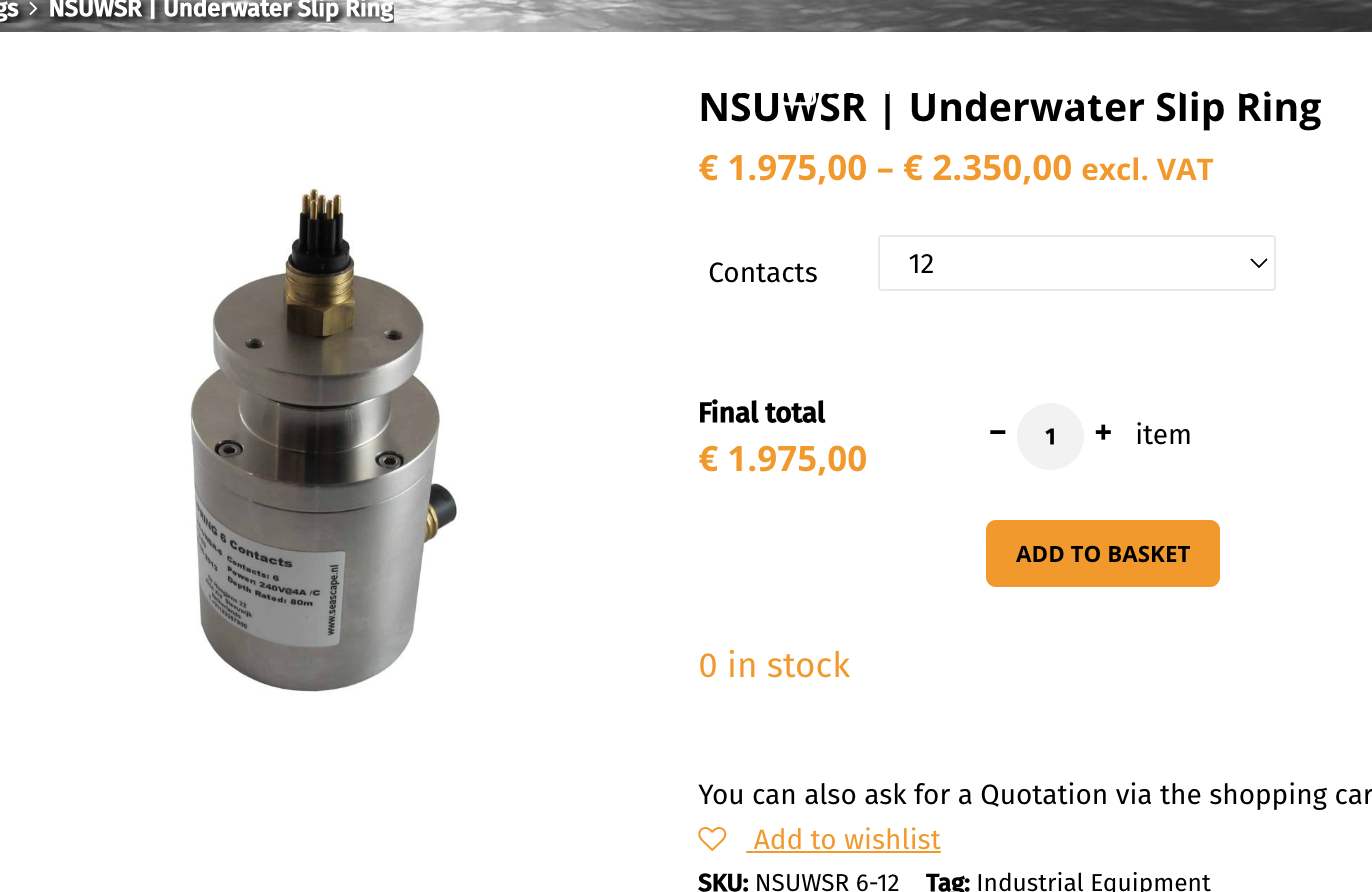 gs > NSUWSR | Underwater Slip Ring
NSUWSR | Underwater Slip Ring
€ 1.975,00 – € 2.350,00 excl. VAT
Contacts
12
Final total
€ 1.975,00
− 1 + item
ADD TO BASKET
0 in stock
You can also ask for a Quotation via the shopping car
Add to wishlist
SKU: NSUWSR 6-12 Tag: Industrial Equipment
RING 6 Contacts
Contacts: 6
Power: 240V@4A /C
Depth Rated: 80m
www.seascape.nl